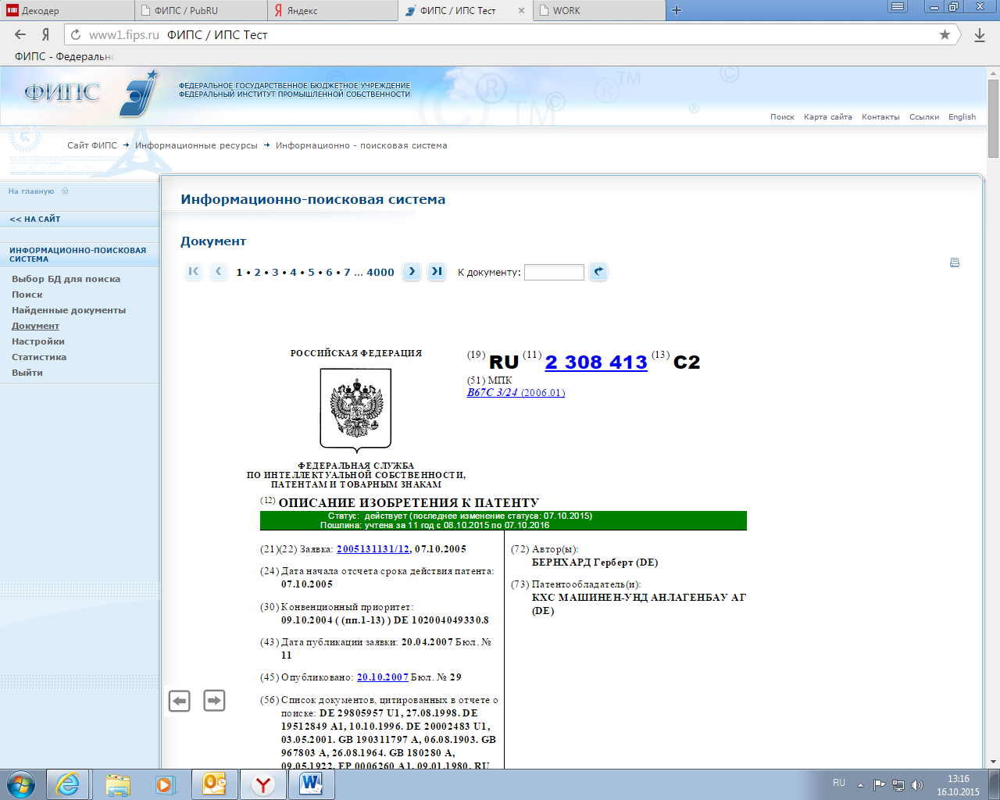 Декодер
ФИПС / PubRU
Яндекс
ФИПС / ИПС Тест
WORK
www1.fips.ru ФИПС / ИПС Тест
ФИПС - Федеральн
ФИПС
ФЕДЕРАЛЬНОЕ ГОСУДАРСТВЕННОЕ БЮДЖЕТНОЕ УЧРЕЖДЕНИЕ
ФЕДЕРАЛЬНЫЙ ИНСТИТУТ ПРОМЫШЛЕННОЙ СОБСТВЕННОСТИ
Поиск Карта сайта Контакты Ссылки English
Сайт ФИПС → Информационные ресурсы → Информационно - поисковая система
На главную
<< НА САЙТ
ИНФОРМАЦИОННО-ПОИСКОВАЯ
СИСТЕМА
Выбор БД для поиска
Поиск
Найденные документы
Документ
Настройки
Статистика
Выйти
Информационно-поисковая система
Документ
1 • 2 • 3 • 4 • 5 • 6 • 7 ... 4000
К документу:
РОССИЙСКАЯ ФЕДЕРАЦИЯ
ФЕДЕРАЛЬНАЯ СЛУЖБА
ПО ИНТЕЛЛЕКТУАЛЬНОЙ СОБСТВЕННОСТИ,
ПАТЕНТАМ И ТОВАРНЫМ ЗНАКАМ
(19) RU (11) 2 308 413 (13) C2
(51) МПК
B67C 3/24 (2006.01)
(12) ОПИСАНИЕ ИЗОБРЕТЕНИЯ К ПАТЕНТУ
Статус: действует (последнее изменение статуса: 07.10.2015)
Пошлина: учтена за 11 год с 08.10.2015 по 07.10.2016
(21)(22) Заявка: 2005131131/12, 07.10.2005
(24) Дата начала отсчета срока действия патента:
07.10.2005
(30) Конвенционный приоритет:
09.10.2004 ( (пп.1-13) ) DE 102004049330.8
(43) Дата публикации заявки: 20.04.2007 Бюл. №
11
(45) Опубликовано: 20.10.2007 Бюл. № 29
(56) Список документов, цитированных в отчете о
поиске: DE 29805957 U1, 27.08.1998. DE
19512849 A1, 10.10.1996. DE 20002483 U1,
03.05.2001. GB 190311797 A, 06.08.1903. GB
967803 A, 26.08.1964. GB 180280 A,
09.05.1922. EP 0006260 A1, 09.01.1980. RU
(72) Автор(ы):
БЕРНХАРД Герберт (DE)
(73) Патентообладатель(и):
КХС МАШИНЕН-УНД АНЛАГЕНБАУ АГ
(DE)
RU
13:16
16.10.2015